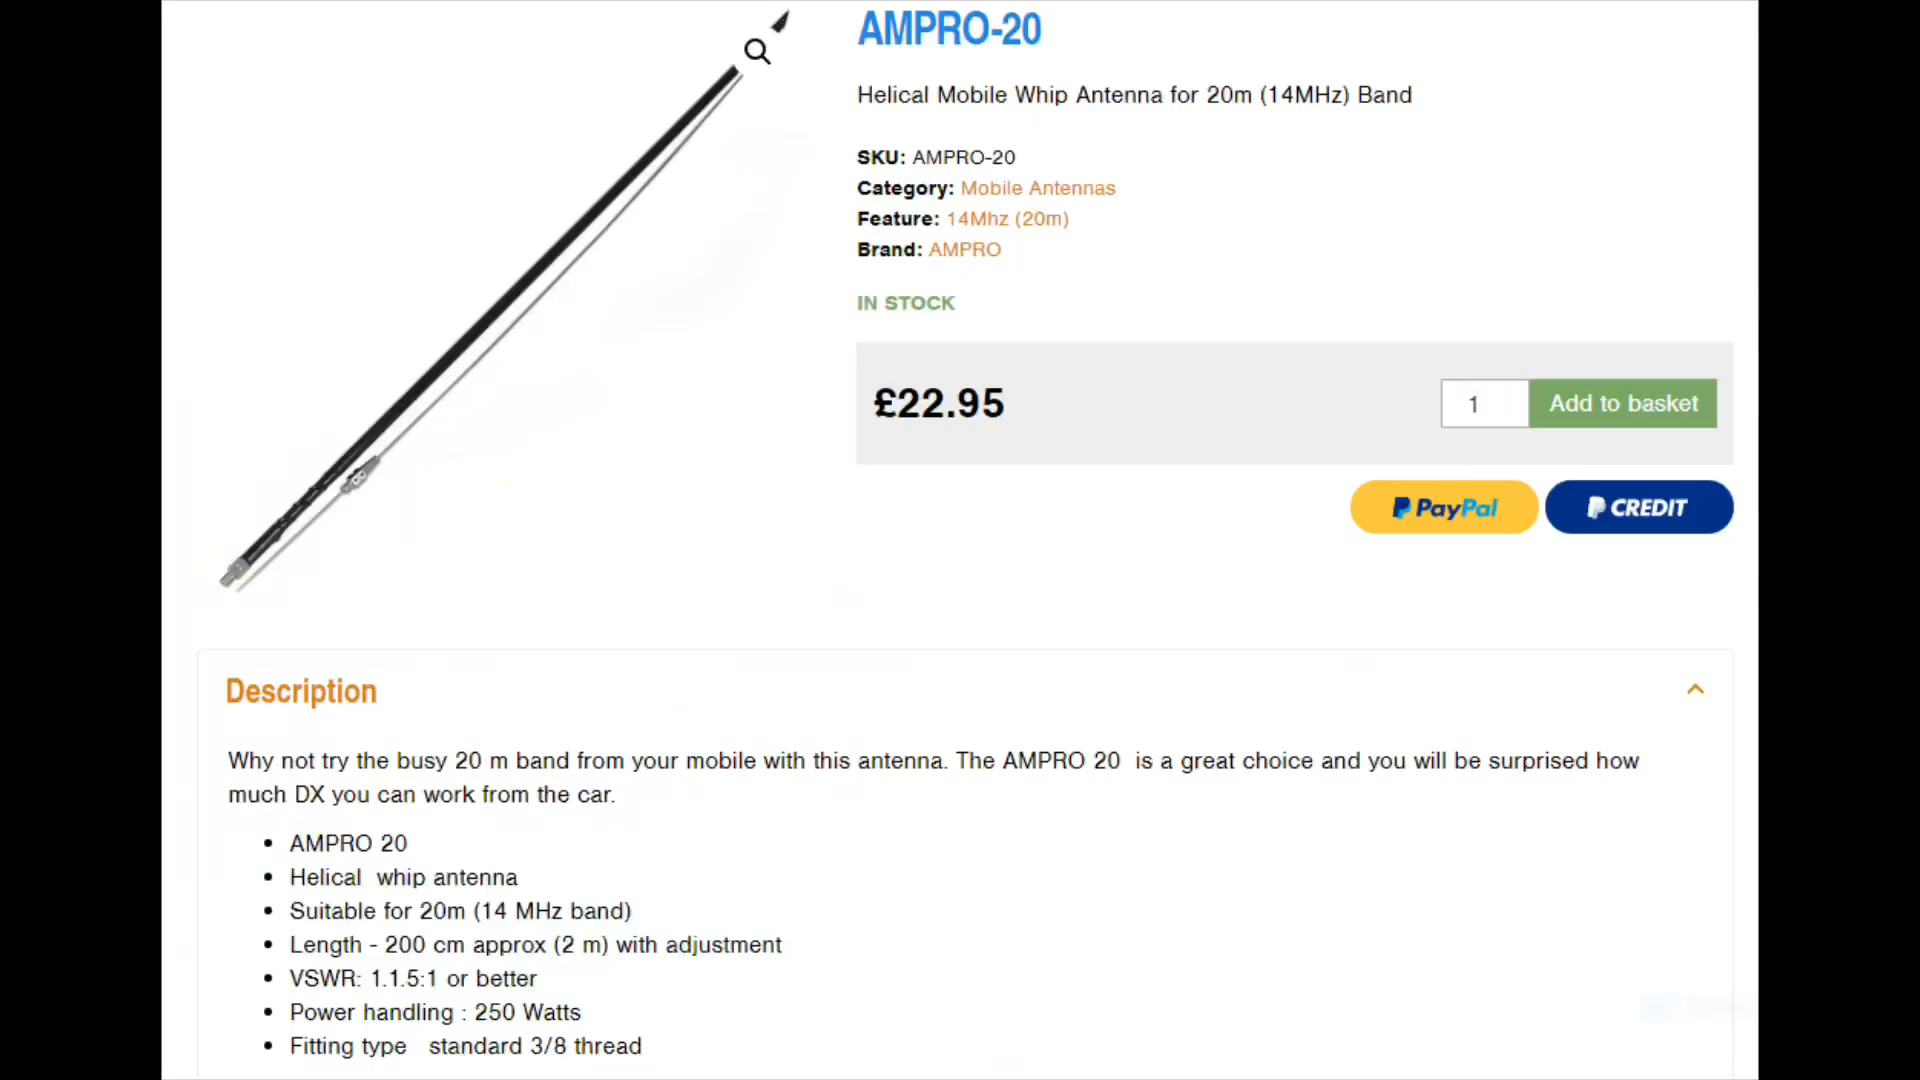 AMPRO-20
Helical Mobile Whip Antenna for 20m (14MHz) Band
SKU: AMPRO-20
Category: Mobile Antennas
Feature: 14Mhz (20m)
Brand: AMPRO
IN STOCK
£22.95
1
Add to basket
PayPal
CREDIT
Description
Why not try the busy 20 m band from your mobile with this antenna. The AMPRO 20  is a great choice and you will be surprised how
much DX you can work from the car.
• AMPRO 20
• Helical  whip antenna
• Suitable for 20m (14 MHz band)
• Length - 200 cm approx (2 m) with adjustment
• VSWR: 1.1.5:1 or better
• Power handling : 250 Watts
• Fitting type   standard 3/8 thread